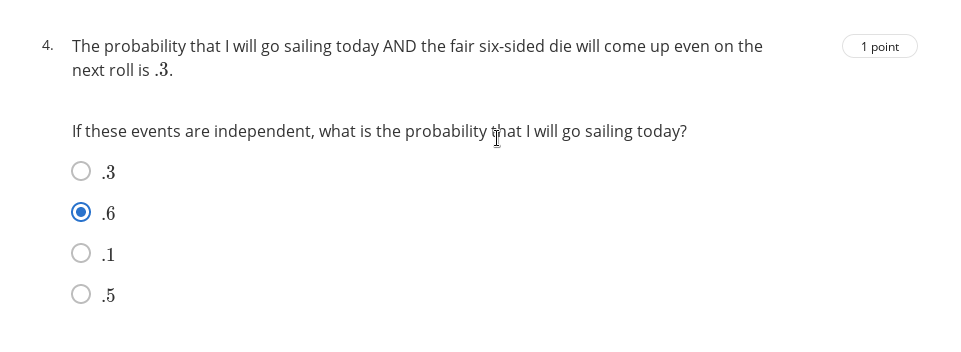 4. The probability that I will go sailing today AND the fair six-sided die will come up even on the
1 point
next roll is .3.
If these events are independent, what is the probability that I will go sailing today?
.3
.6
.1
.5